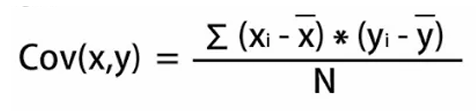 Cov(x,y) = Σ (xi - x̅) * (yi - y̅)
N